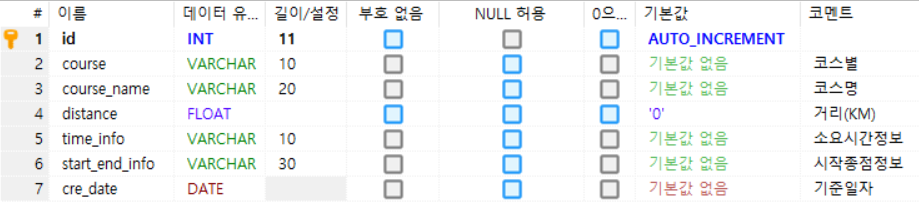 # 이름 데이터 유... 길이/설정 부호 없음 NULL 허용 0으... 기본값 코멘트
1 id INT 11 AUTO_INCREMENT
2 course VARCHAR 10 기본값 없음 코스별
3 course_name VARCHAR 20 기본값 없음 코스명
4 distance FLOAT '0' 거리(KM)
5 time_info VARCHAR 10 기본값 없음 소요시간정보
6 start_end_info VARCHAR 30 기본값 없음 시작종점정보
7 cre_date DATE 기본값 없음 기준일자